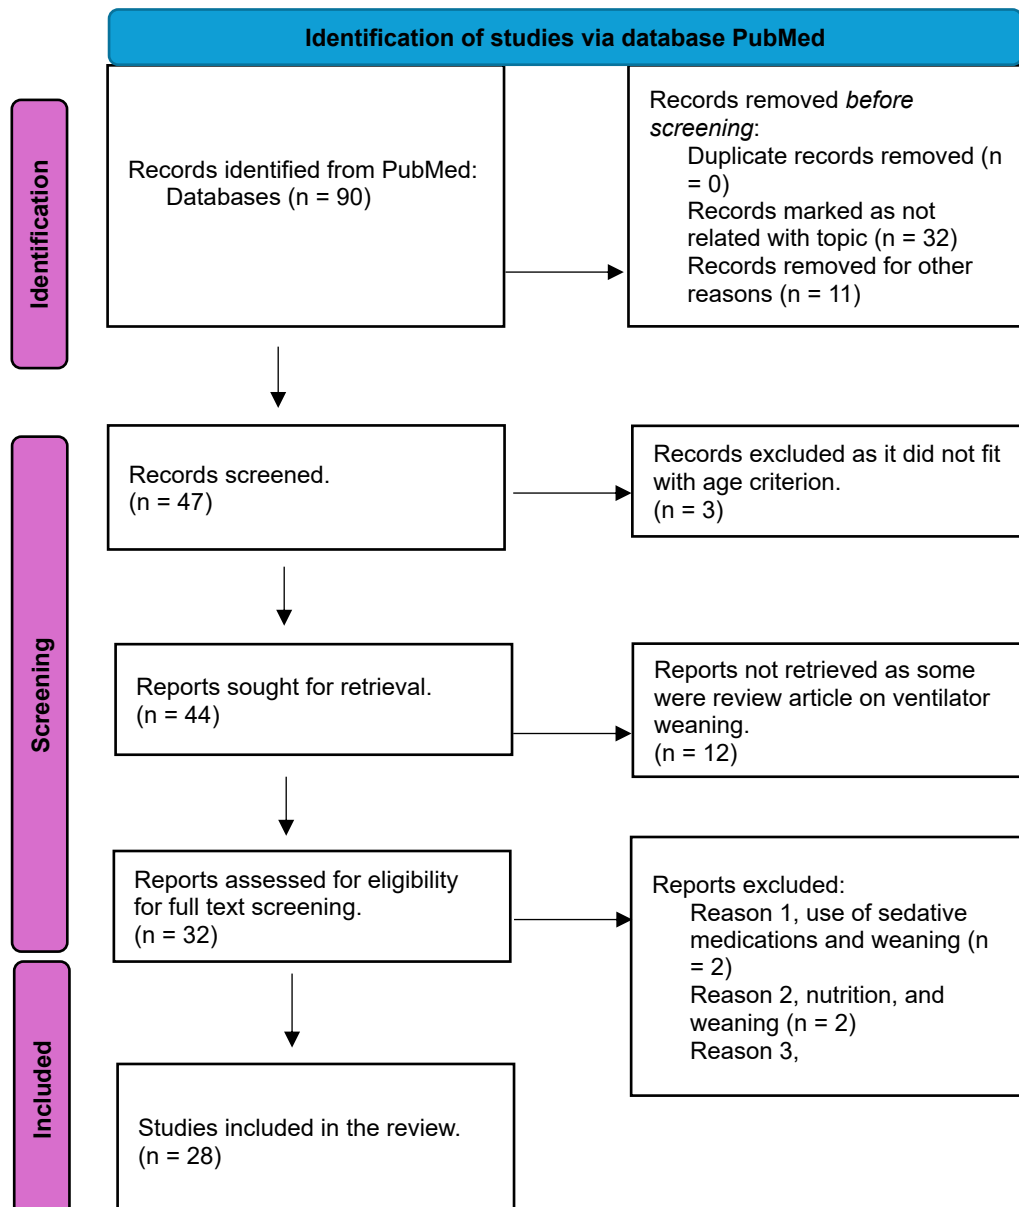 Identification of studies via database PubMed
Identification
Records identified from PubMed:
Databases (n = 90)
Records removed before
screening:
Duplicate records removed (n
= 0)
Records marked as not
related with topic (n = 32)
Records removed for other
reasons (n = 11)
Screening
Records screened.
(n = 47)
Records excluded as it did not fit
with age criterion.
(n = 3)
Reports sought for retrieval.
(n = 44)
Reports not retrieved as some
were review article on ventilator
weaning.
(n = 12)
Reports assessed for eligibility
for full text screening.
(n = 32)
Reports excluded:
Reason 1, use of sedative
medications and weaning (n
= 2)
Reason 2, nutrition, and
weaning (n = 2)
Reason 3,
Included
Studies included in the review.
(n = 28)